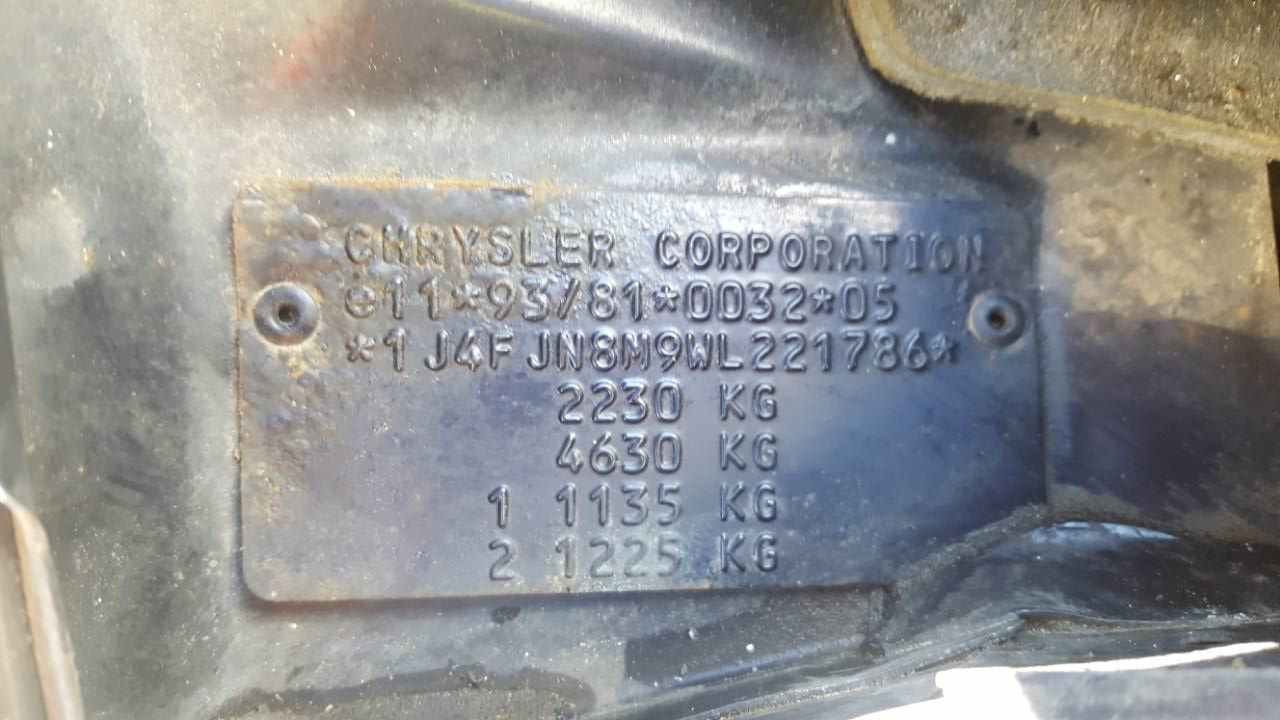 CHRYSLER CORPORATION
e11*93/81*0032*05
*1J4FJN8M9WL221786*
2230 KG
4630 KG
1 1135 KG
2 1225 KG